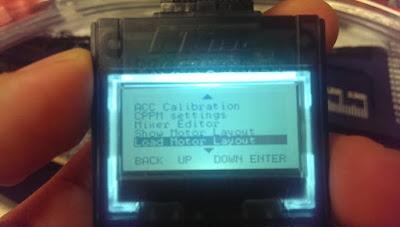 ACC Calibration
CPPM settings
Mixer Editor
Show Motor Layout
Load Motor Layout
BACK UP DOWN ENTER